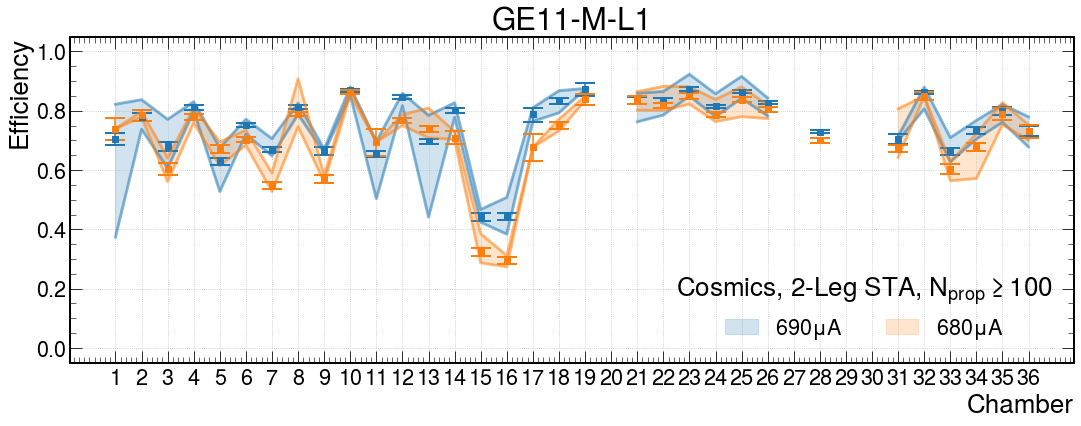 GE11-M-L1
Efficiency
1.0
0.8
0.6
0.4
0.2
0.0
Cosmics, 2-Leg STA, Nprop ≥ 100
690μA 680μA
1 2 3 4 5 6 7 8 9 10 11 12 13 14 15 16 17 18 19 20 21 22 23 24 25 26 27 28 29 30 31 32 33 34 35 36
Chamber